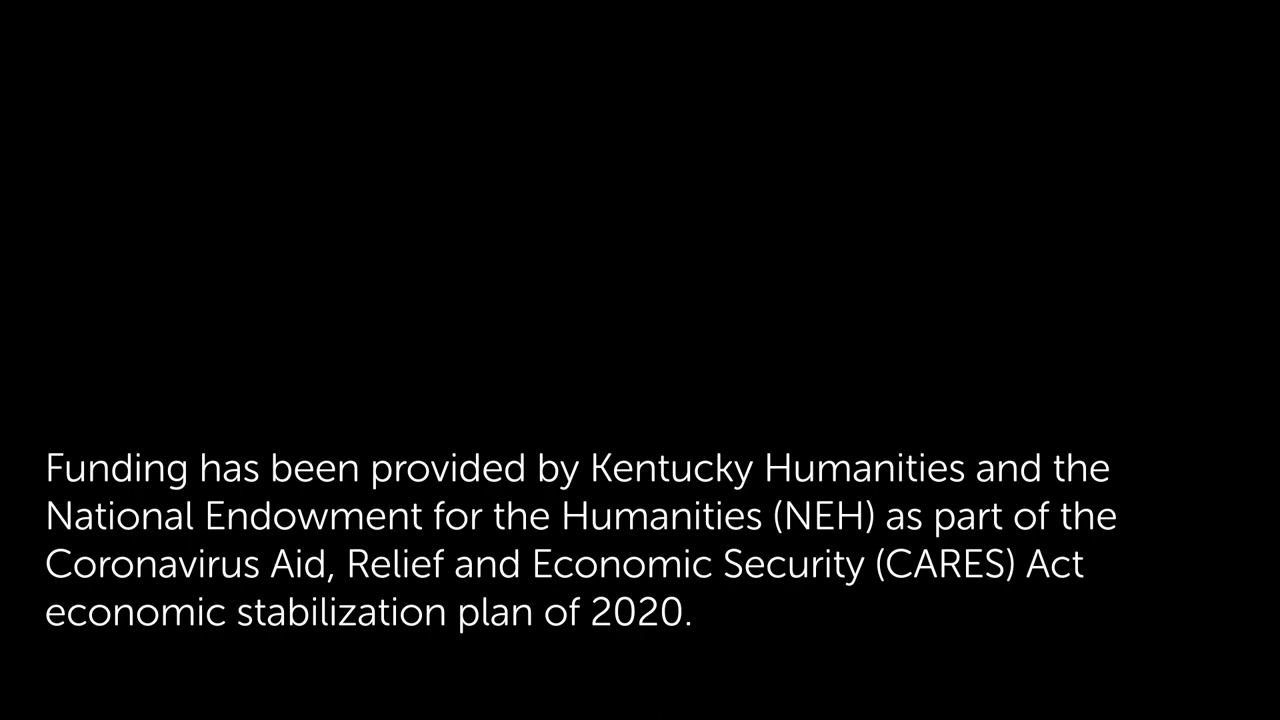 Funding has been provided by Kentucky Humanities and the
National Endowment for the Humanities (NEH) as part of the
Coronavirus Aid, Relief and Economic Security (CARES) Act
economic stabilization plan of 2020.